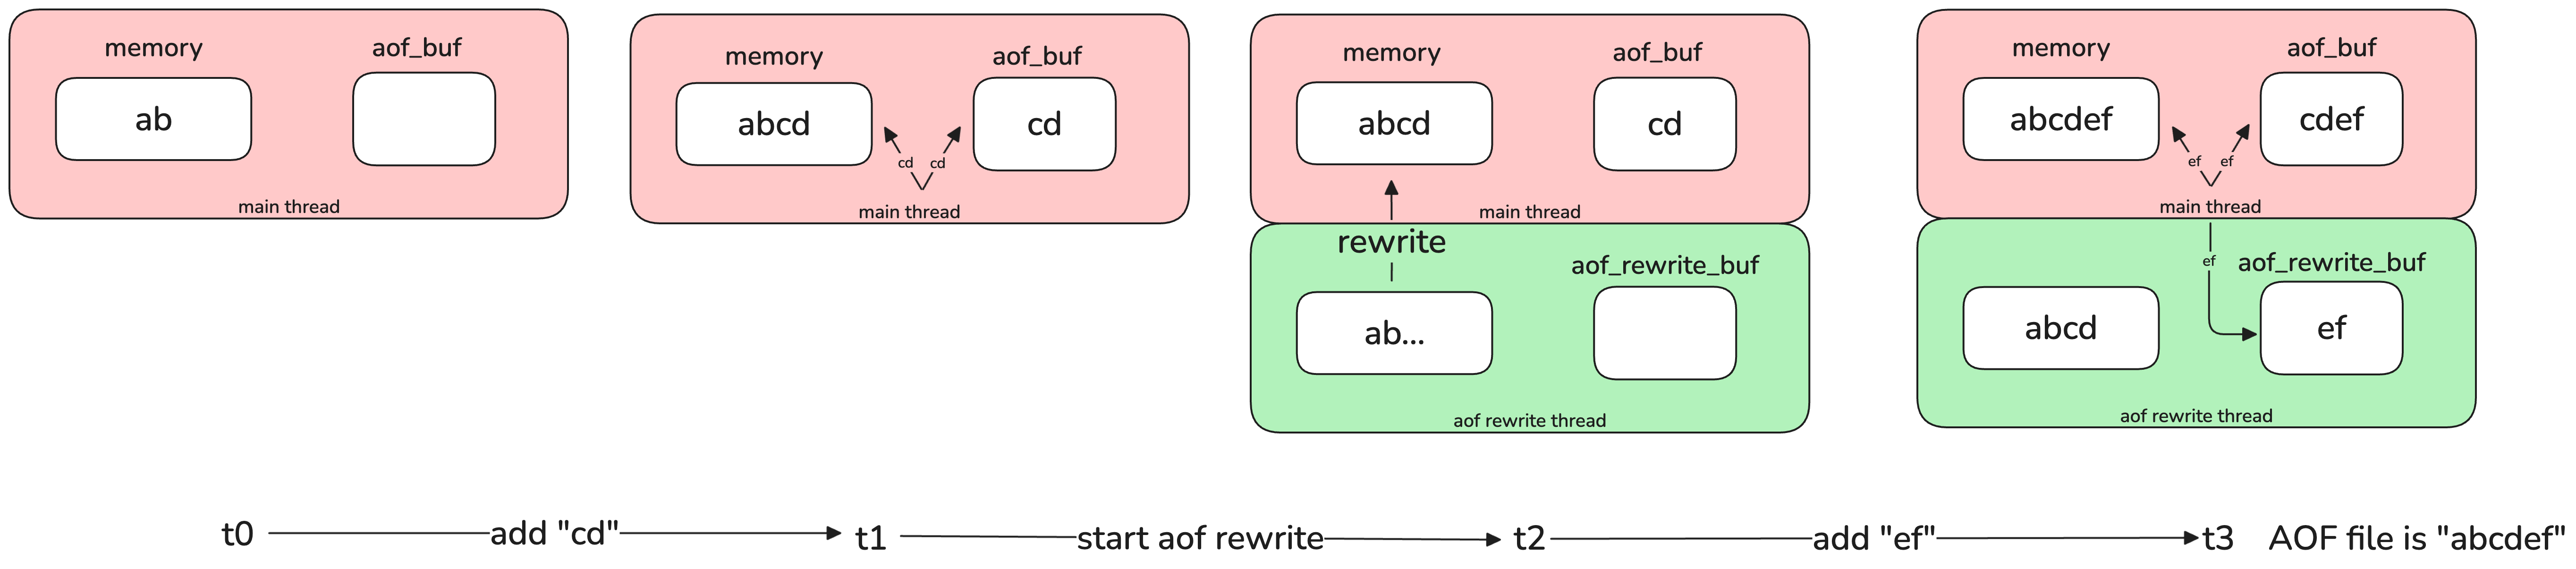 memory
aof_buf
ab
main thread
memory
aof_buf
abcd
cd
cd
cd
main thread
memory
aof_buf
abcd
cd
main thread
rewrite
aof_rewrite_buf
ab...
aof rewrite thread
memory
aof_buf
abcdef
cdef
ef
ef
main thread
ef
aof_rewrite_buf
abcd
ef
aof rewrite thread
t0
add "cd"
t1
start aof rewrite
t2
add "ef"
t3
AOF file is "abcdef"